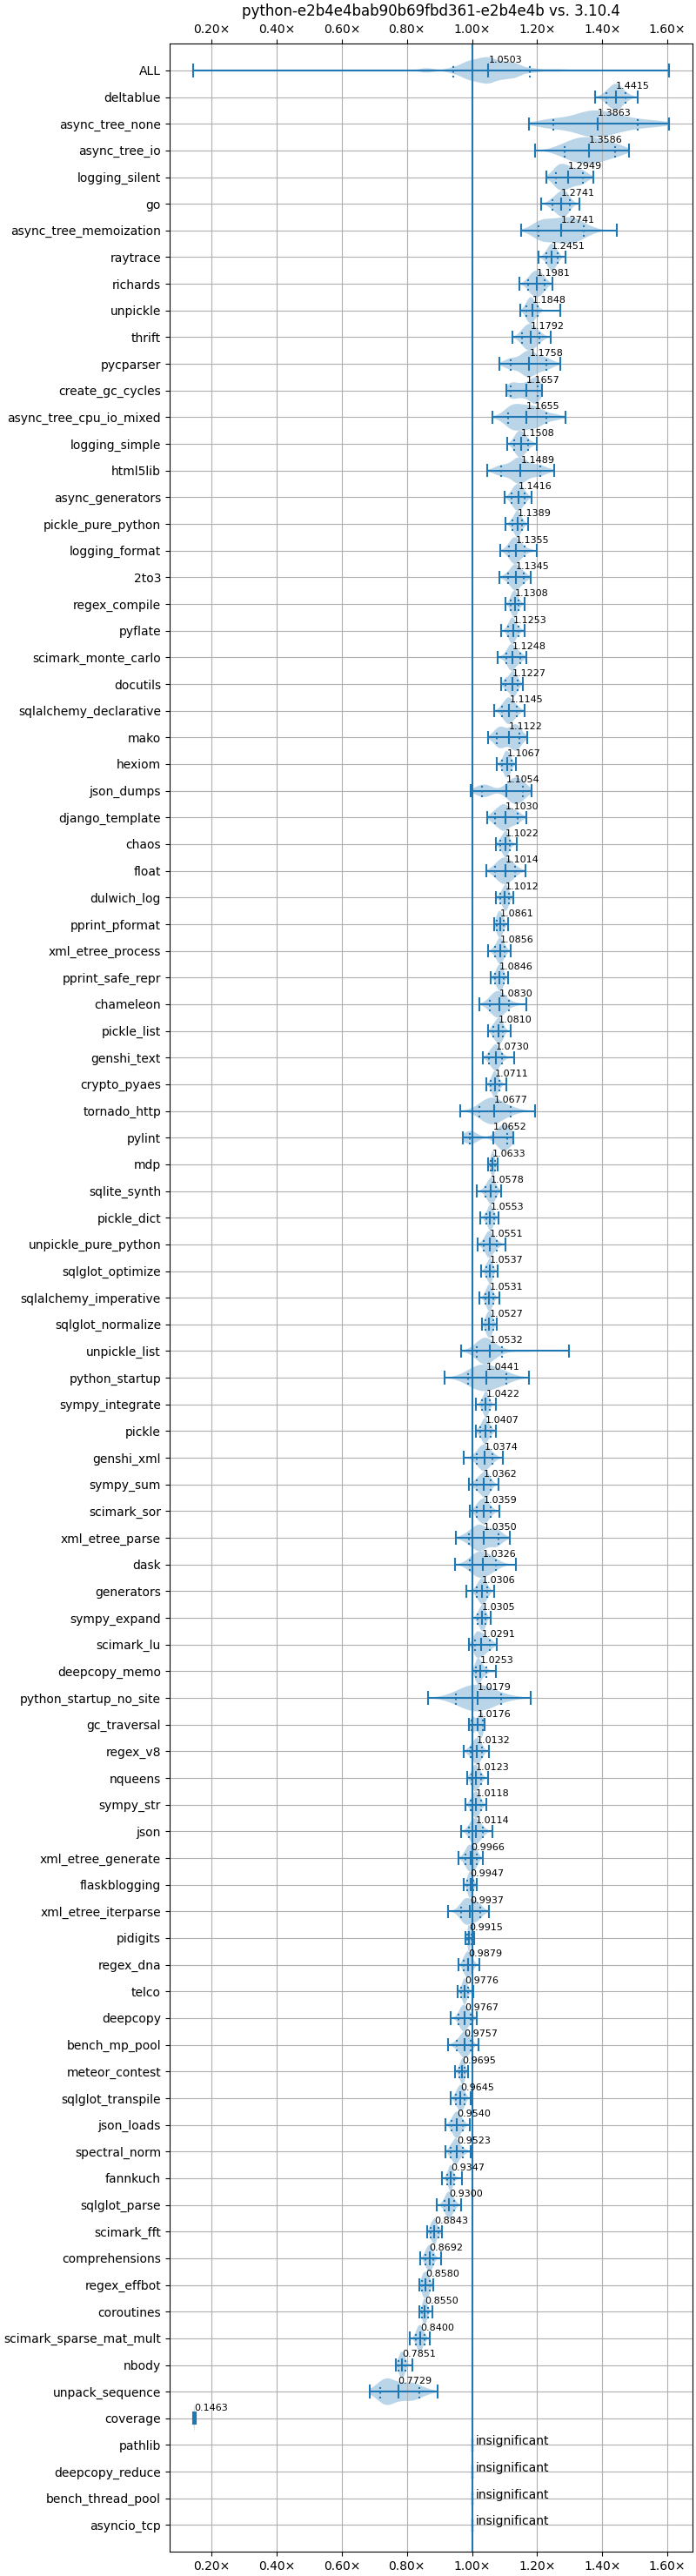 python-e2b4e4bab90b69fbd361-e2b4e4b vs. 3.10.4
0.20× 0.40× 0.60× 0.80× 1.00× 1.20× 1.40× 1.60×
ALL 1.0503
deltablue 1.4415
async_tree_none 1.3863
async_tree_io 1.3586
logging_silent 1.2949
go 1.2741
async_tree_memoization 1.2741
raytrace 1.2451
richards 1.1981
unpickle 1.1848
thrift 1.1792
pycparser 1.1758
create_gc_cycles 1.1657
async_tree_cpu_io_mixed 1.1655
logging_simple 1.1508
html5lib 1.1489
async_generators 1.1416
pickle_pure_python 1.1389
logging_format 1.1355
2to3 1.1345
regex_compile 1.1308
pyflate 1.1253
scimark_monte_carlo 1.1248
docutils 1.1227
sqlalchemy_declarative 1.1145
mako 1.1122
hexiom 1.1067
json_dumps 1.1054
django_template 1.1030
chaos 1.1022
float 1.1014
dulwich_log 1.1012
pprint_pformat 1.0861
xml_etree_process 1.0856
pprint_safe_repr 1.0846
chameleon 1.0830
pickle_list 1.0810
genshi_text 1.0730
crypto_pyaes 1.0711
tornado_http 1.0677
pylint 1.0652
mdp 1.0633
sqlite_synth 1.0578
pickle_dict 1.0553
unpickle_pure_python 1.0551
sqlglot_optimize 1.0537
sqlalchemy_imperative 1.0531
sqlglot_normalize 1.0527
unpickle_list 1.0532
python_startup 1.0441
sympy_integrate 1.0422
pickle 1.0407
genshi_xml 1.0374
sympy_sum 1.0362
scimark_sor 1.0359
xml_etree_parse 1.0350
dask 1.0326
generators 1.0306
sympy_expand 1.0305
scimark_lu 1.0291
deepcopy_memo 1.0253
python_startup_no_site 1.0179
gc_traversal 1.0176
regex_v8 1.0132
nqueens 1.0123
sympy_str 1.0118
json 1.0114
xml_etree_generate 0.9966
flaskblogging 0.9947
xml_etree_iterparse 0.9937
pidigits 0.9915
regex_dna 0.9879
telco 0.9776
deepcopy 0.9767
bench_mp_pool 0.9757
meteor_contest 0.9695
sqlglot_transpile 0.9645
json_loads 0.9540
spectral_norm 0.9523
fannkuch 0.9347
sqlglot_parse 0.9300
scimark_fft 0.8843
comprehensions 0.8692
regex_effbot 0.8580
coroutines 0.8550
scimark_sparse_mat_mult 0.8400
nbody 0.7851
unpack_sequence 0.7729
coverage 0.1463
pathlib insignificant
deepcopy_reduce insignificant
bench_thread_pool insignificant
asyncio_tcp insignificant
0.20× 0.40× 0.60× 0.80× 1.00× 1.20× 1.40× 1.60×